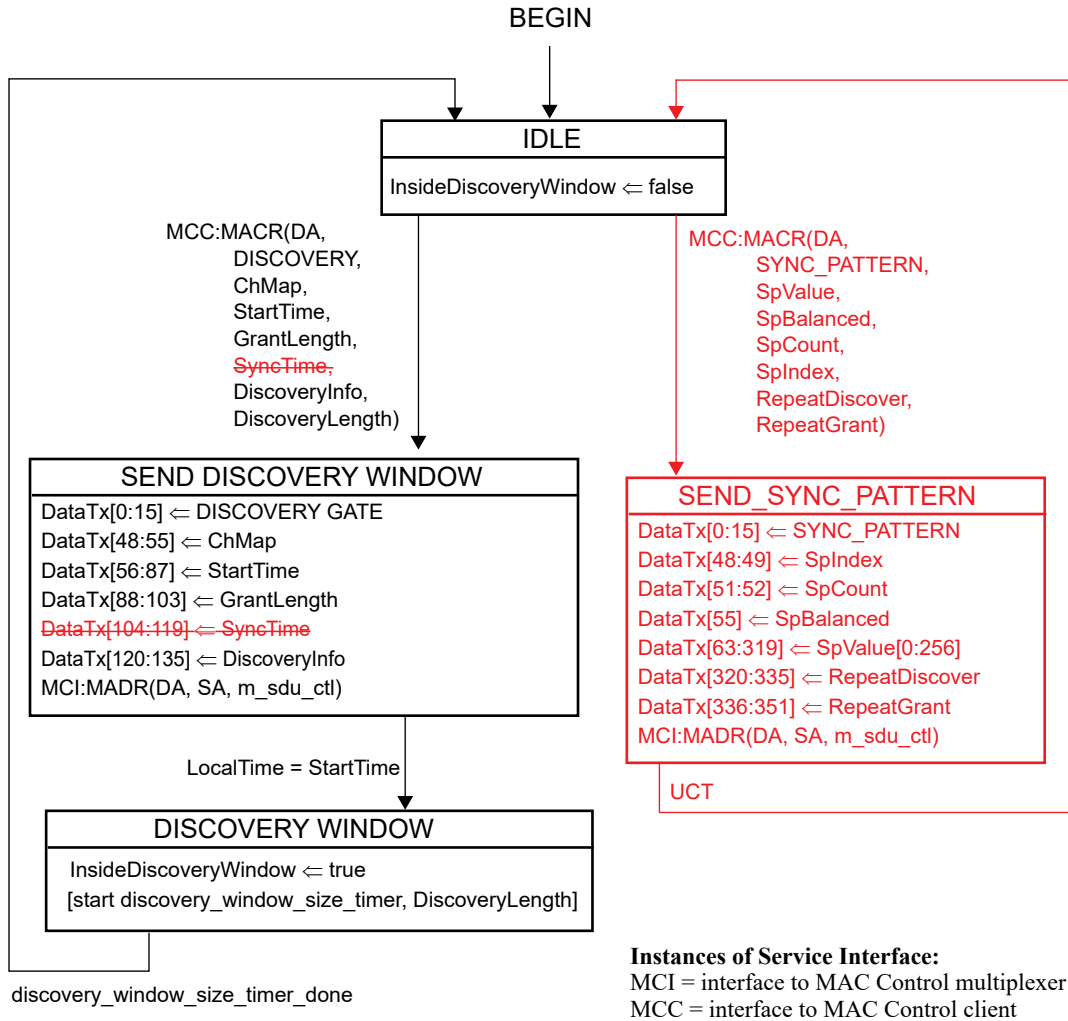 BEGIN
IDLE
InsideDiscoveryWindow ⇐ false
MCC:MACR(DA,
DISCOVERY,
ChMap,
StartTime,
GrantLength,
SyncTime,
DiscoveryInfo,
DiscoveryLength)
MCC:MACR(DA,
SYNC_PATTERN,
SpValue,
SpBalanced,
SpCount,
SpIndex,
RepeatDiscover,
RepeatGrant)
SEND DISCOVERY WINDOW
DataTx[0:15] ⇐ DISCOVERY GATE
DataTx[48:55] ⇐ ChMap
DataTx[56:87] ⇐ StartTime
DataTx[88:103] ⇐ GrantLength
DataTx[104:119] ⇐ SyncTime
DataTx[120:135] ⇐ DiscoveryInfo
MCI:MADR(DA, SA, m_sdu_ctl)
SEND_SYNC_PATTERN
DataTx[0:15] ⇐ SYNC_PATTERN
DataTx[48:49] ⇐ SpIndex
DataTx[51:52] ⇐ SpCount
DataTx[55] ⇐ SpBalanced
DataTx[63:319] ⇐ SpValue[0:256]
DataTx[320:335] ⇐ RepeatDiscover
DataTx[336:351] ⇐ RepeatGrant
MCI:MADR(DA, SA, m_sdu_ctl)
LocalTime = StartTime
UCT
DISCOVERY WINDOW
InsideDiscoveryWindow ⇐ true
[start discovery_window_size_timer, DiscoveryLength]
discovery_window_size_timer_done
Instances of Service Interface:
MCI = interface to MAC Control multiplexer
MCC = interface to MAC Control client